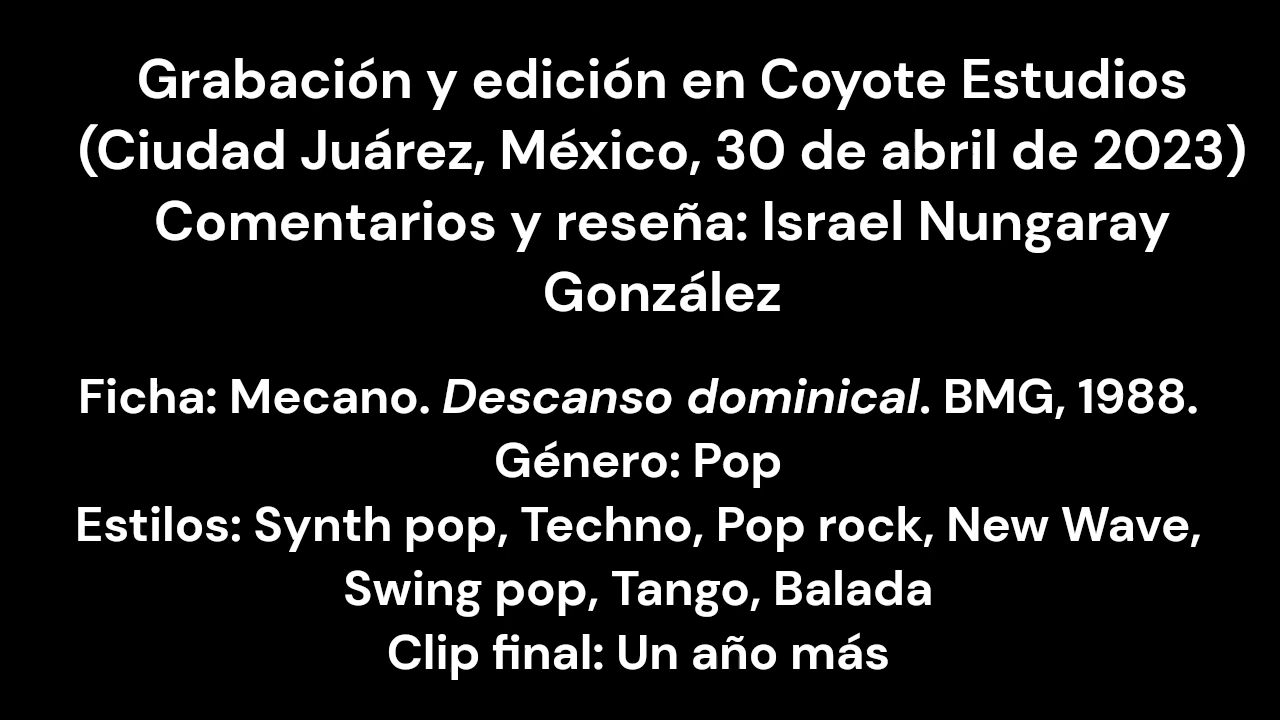 Grabación y edición en Coyote Estudios
(Ciudad Juárez, México, 30 de abril de 2023)
Comentarios y reseña: Israel Nungaray
González
Ficha: Mecano. Descanso dominical. BMG, 1988.
Género: Pop
Estilos: Synth pop, Techno, Pop rock, New Wave,
Swing pop, Tango, Balada
Clip final: Un año más